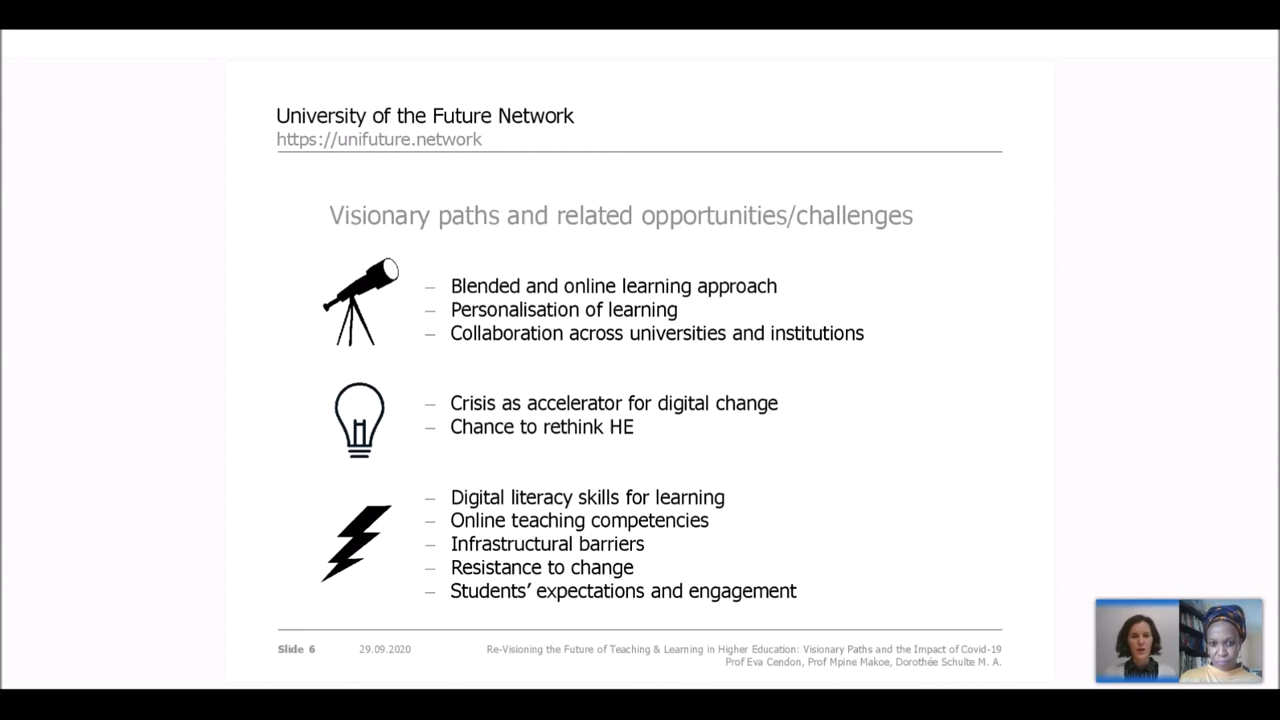 University of the Future Network
https://unifuture.network
Visionary paths and related opportunities/challenges
– Blended and online learning approach
– Personalisation of learning
– Collaboration across universities and institutions
– Crisis as accelerator for digital change
– Chance to rethink HE
– Digital literacy skills for learning
– Online teaching competencies
– Infrastructural barriers
– Resistance to change
– Students’ expectations and engagement
Slide 6 29.09.2020 Re-Visioning the Future of Teaching & Learning in Higher Education: Visionary Paths and the Impact of Covid-19
Prof Eva Cendon, Prof Mpine Makoe, Dorothée Schulte M. A.